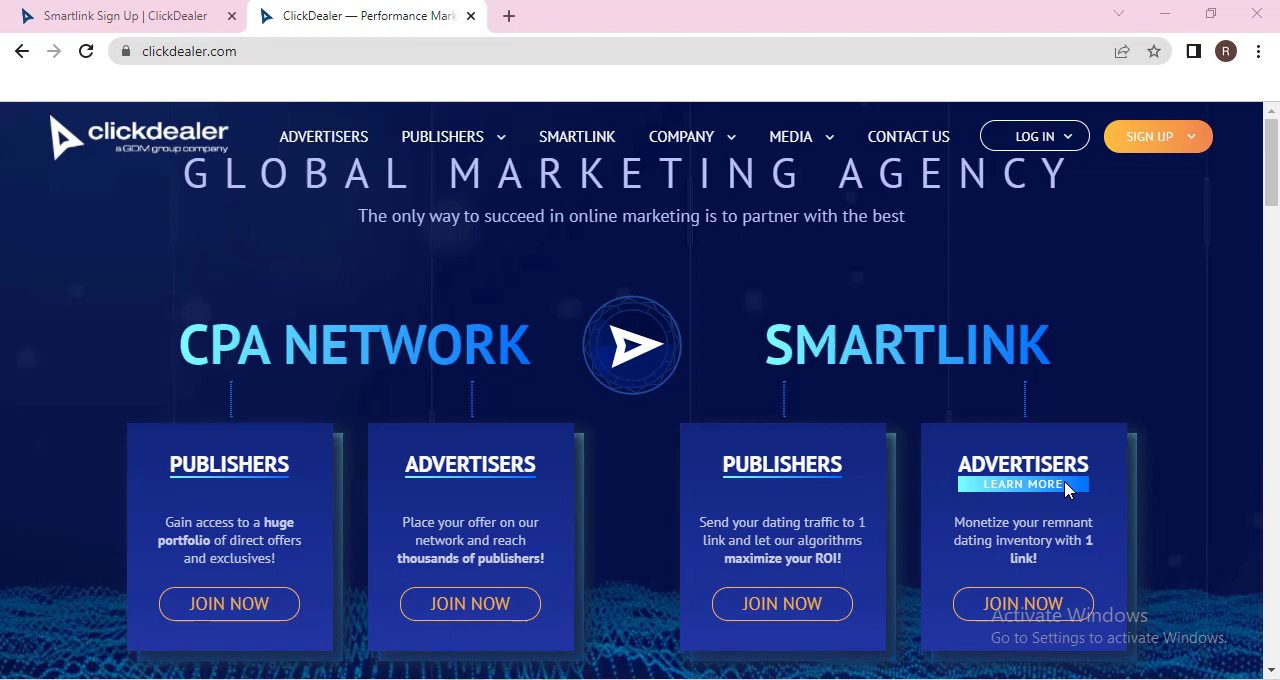 Smartlink Sign Up | ClickDealer
ClickDealer — Performance Mark
clickdealer.com
R
clickdealer
a GDM group company
ADVERTISERS
PUBLISHERS
SMARTLINK
COMPANY
MEDIA
CONTACT US
LOG IN
SIGN UP
GLOBAL MARKETING AGENCY
The only way to succeed in online marketing is to partner with the best
CPA NETWORK
SMARTLINK
PUBLISHERS
Gain access to a huge
portfolio of direct offers
and exclusives!
JOIN NOW
ADVERTISERS
Place your offer on our
network and reach
thousands of publishers!
JOIN NOW
PUBLISHERS
Send your dating traffic to 1
link and let our algorithms
maximize your ROI!
JOIN NOW
ADVERTISERS
LEARN MORE
Monetize your remnant
dating inventory with 1
link!
JOIN NOW
Activate Windows
Go to Settings to activate Windows.